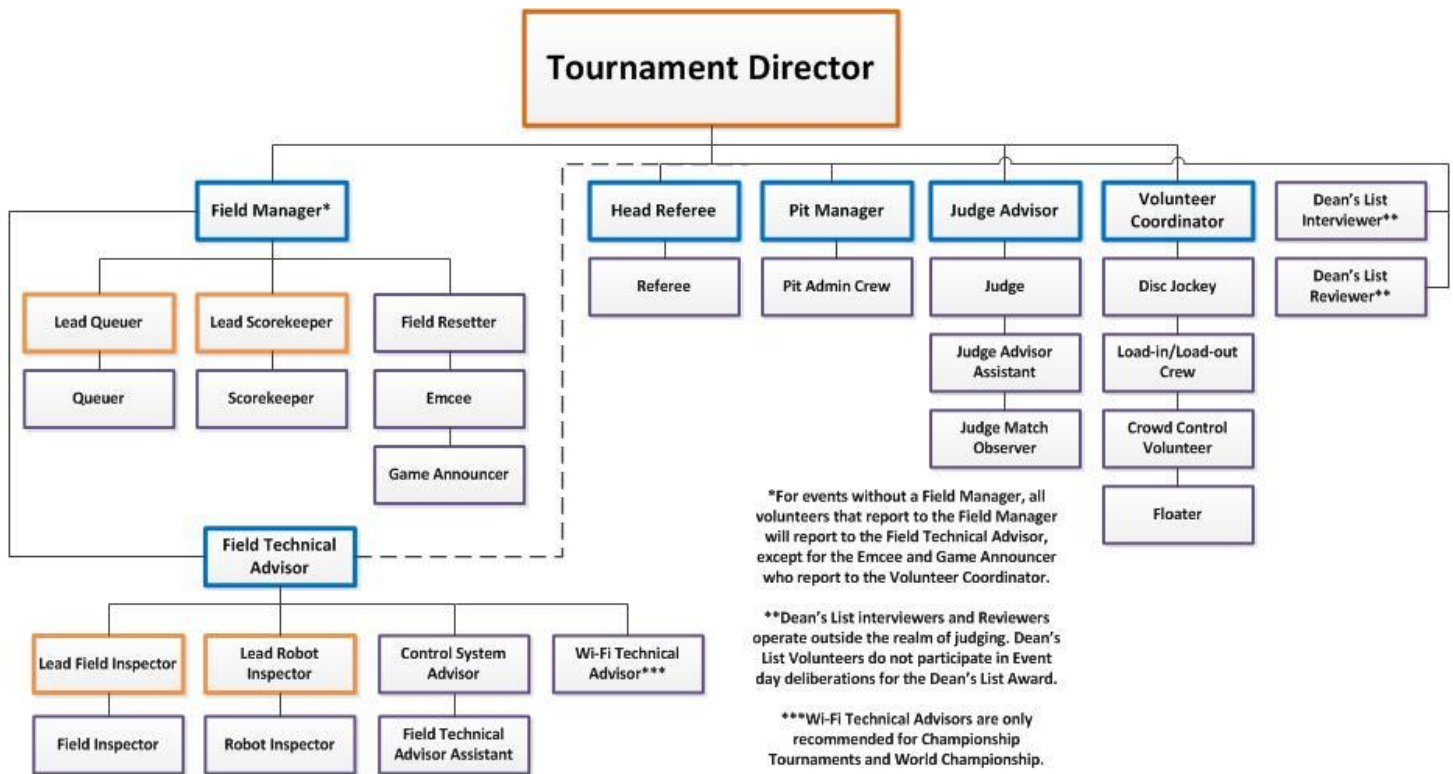 Tournament Director
Field Manager*
Head Referee
Pit Manager
Judge Advisor
Volunteer
Coordinator
Dean's List
Interviewer**
Referee
Pit Admin Crew
Judge
Disc Jockey
Dean's List
Reviewer**
Lead Queuer
Lead Scorekeeper
Field Resetter
Judge Advisor
Assistant
Load-in/Load-out
Crew
Queuer
Scorekeeper
Emcee
Judge Match
Observer
Crowd Control
Volunteer
Game Announcer
Floater
*For events without a Field Manager, all
volunteers that report to the Field Manager
will report to the Field Technical Advisor,
except for the Emcee and Game Announcer
who report to the Volunteer Coordinator.
Field Technical
Advisor
**Dean's List interviewers and Reviewers
operate outside the realm of judging. Dean's
List Volunteers do not participate in Event
day deliberations for the Dean's List Award.
Lead Field Inspector
Lead Robot
Inspector
Control System
Advisor
Wi-Fi Technical
Advisor***
Field Inspector
Robot Inspector
Field Technical
Advisor Assistant
***Wi-Fi Technical Advisors are only
recommended for Championship
Tournaments and World Championship.